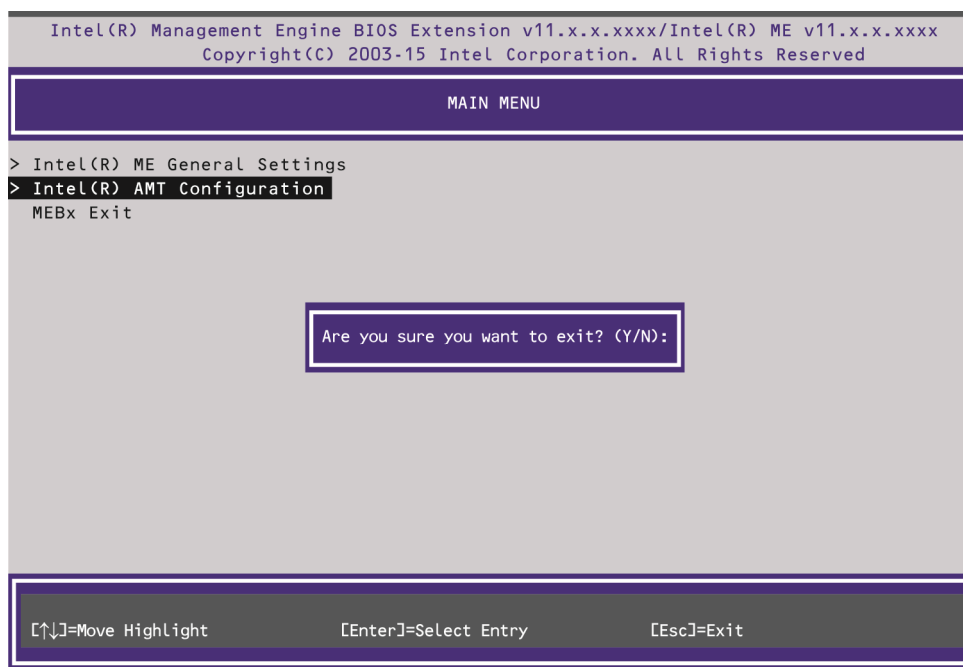 Intel(R) Management Engine BIOS Extension v11.x.x.xxxx/Intel(R) ME v11.x.x.xxxx
Copyright(C) 2003-15 Intel Corporation. All Rights Reserved
MAIN MENU
> Intel(R) ME General Settings
> Intel(R) AMT Configuration
MEBx Exit
Are you sure you want to exit? (Y/N):
[↑↓]=Move Highlight [Enter]=Select Entry [Esc]=Exit